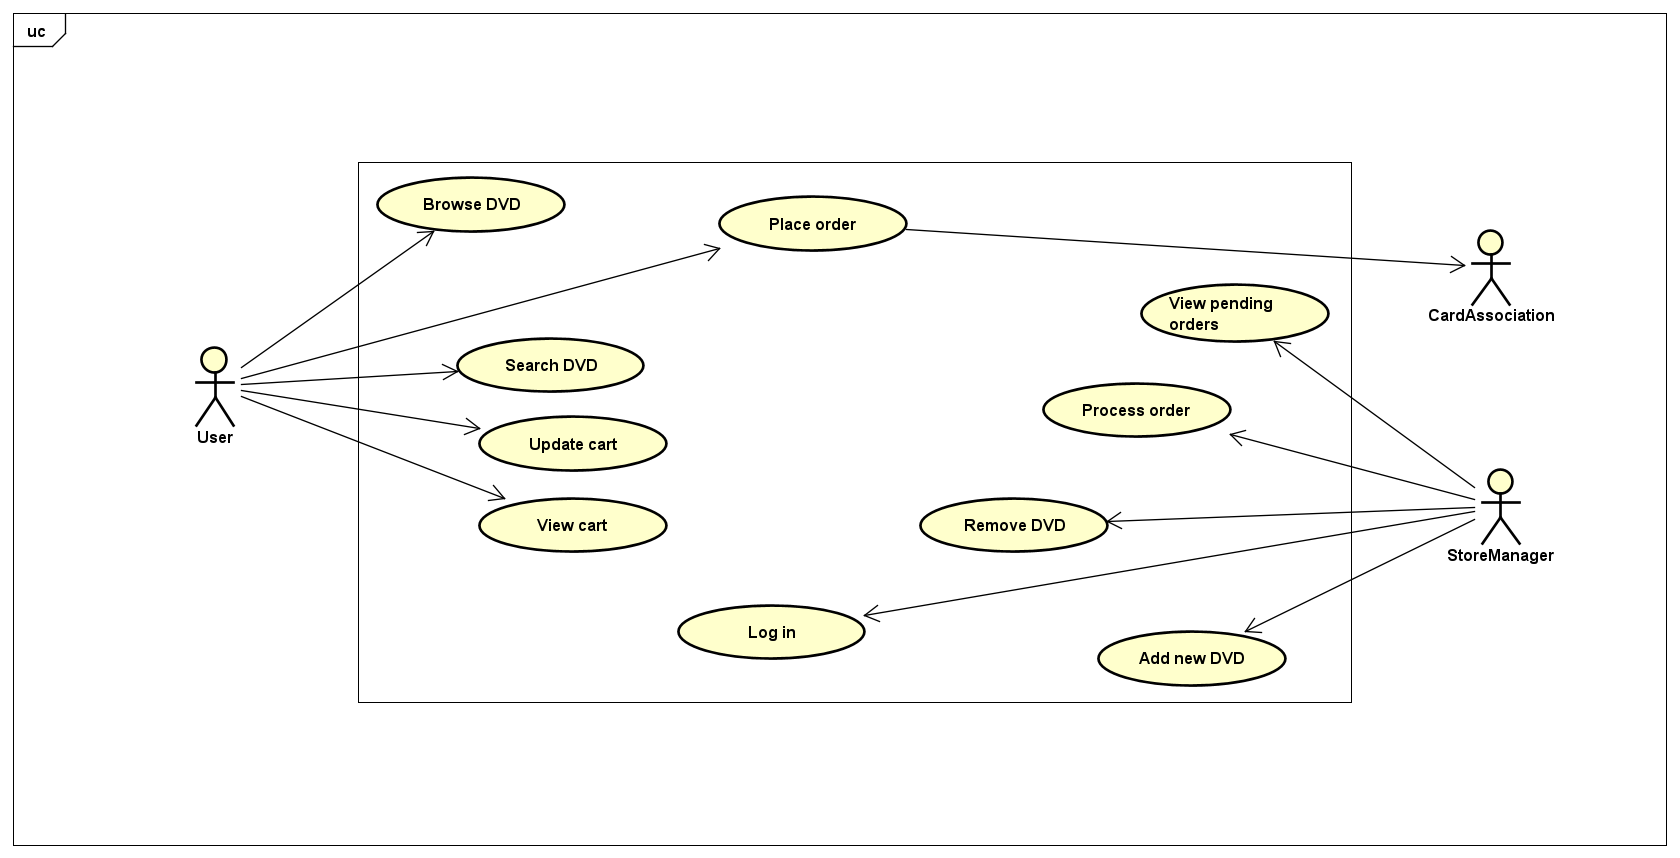 uc
Browse DVD
Place order
View pending
orders
CardAssociation
Search DVD
Process order
User
Update cart
View cart
Remove DVD
StoreManager
Log in
Add new DVD